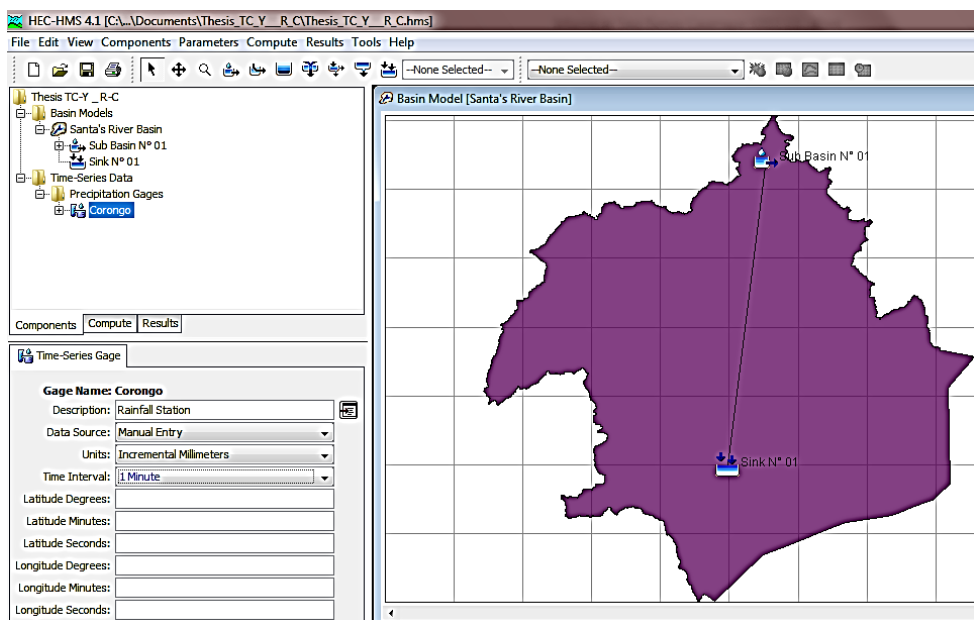 HEC-HMS 4.1 [C:\...\Documents\Thesis_TC_Y__R_C\Thesis_TC_Y__R_C.hms]
File Edit View Components Parameters Compute Results Tools Help
--None Selected-- --None Selected--
Thesis TC-Y _ R-C
Basin Models
Santa's River Basin
Sub Basin N° 01
Sink N° 01
Time-Series Data
Precipitation Gages
Corongo
Components Compute Results
Time-Series Gage
Gage Name: Corongo
Description: Rainfall Station
Data Source: Manual Entry
Units: Incremental Millimeters
Time Interval: 1 Minute
Latitude Degrees:
Latitude Minutes:
Latitude Seconds:
Longitude Degrees:
Longitude Minutes:
Longitude Seconds:
Basin Model [Santa's River Basin]
Sub Basin N° 01
Sink N° 01